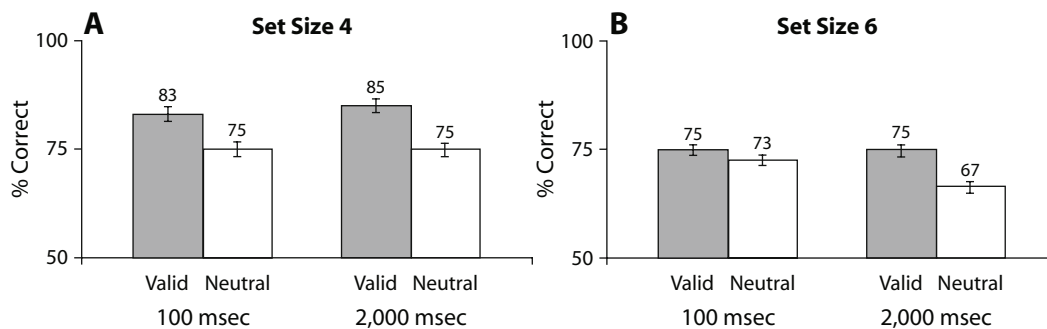 A Set Size 4
% Correct
100
75
50
83
75
85
75
Valid Neutral Valid Neutral
100 msec 2,000 msec
B Set Size 6
% Correct
100
75
50
75
73
75
67
Valid Neutral Valid Neutral
100 msec 2,000 msec